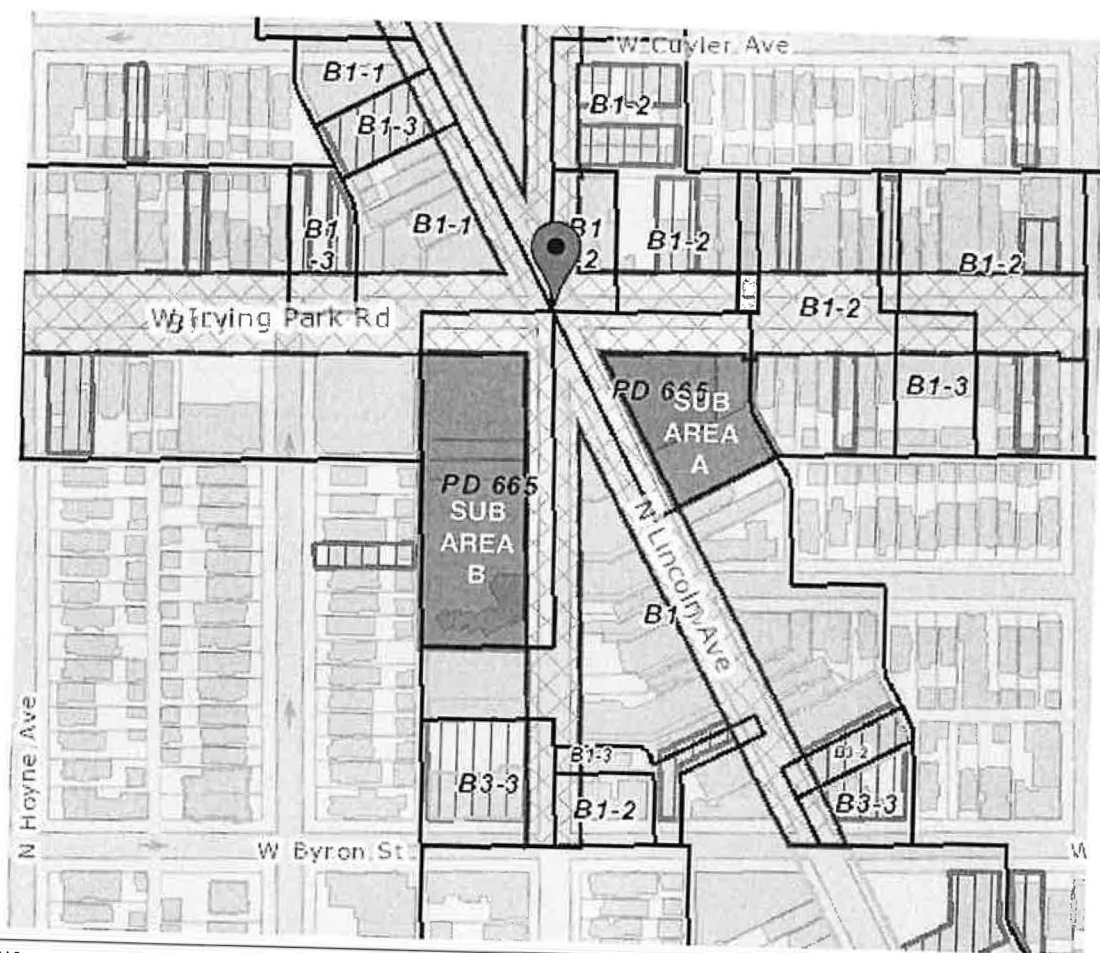 W Cuyler Ave
B1-1
B1-3
B1-2
B1-1
B1
-3
B1
2
B1-2
B1-2
B1-2
W Irving Park Rd
B1-3
PD 665
SUB
AREA
A
PD 665
SUB
AREA
B
N Lincoln Ave
B1
N Hoyne Ave
B1-3
B3-3
B1-2
B3-3
W Byron St
W